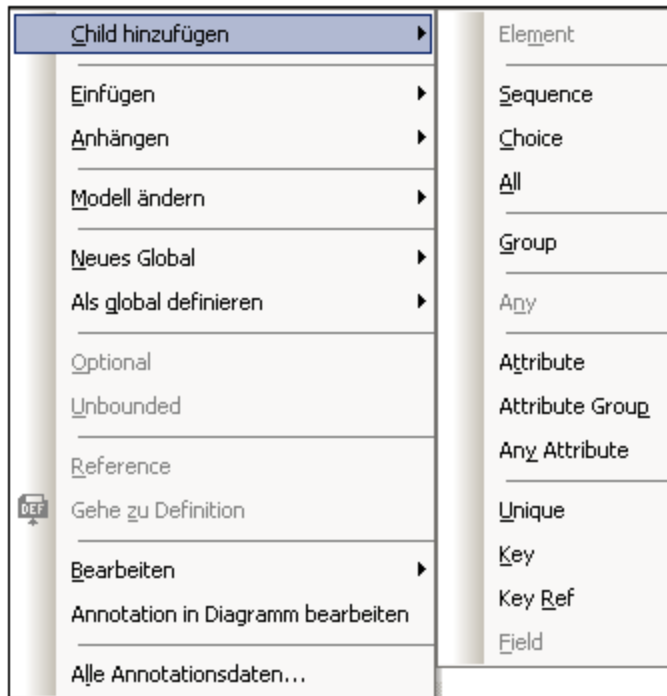 Child hinzufügen
Einfügen
Anhängen
Modell ändern
Neues Global
Als global definieren
Optional
Unbounded
Reference
DEF
Gehe zu Definition
Bearbeiten
Annotation in Diagramm bearbeiten
Alle Annotationsdaten...
Element
Sequence
Choice
All
Group
Any
Attribute
Attribute Group
Any Attribute
Unique
Key
Key Ref
Field